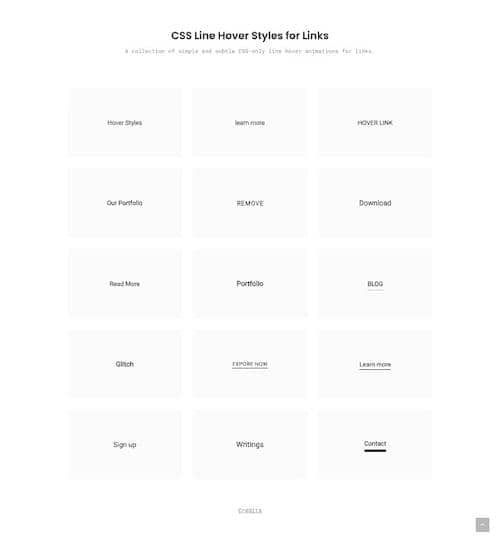 CSS Line Hover Styles for Links
A collection of simple and subtle CSS-only line hover animations for links.
Hover Styles
learn more
HOVER LINK
Our Portfolio
REMOVE
Download
Read More
Portfolio
BLOG
Glitch
EXPORE NOW
Learn more
Sign up
Writings
Contact
Credits